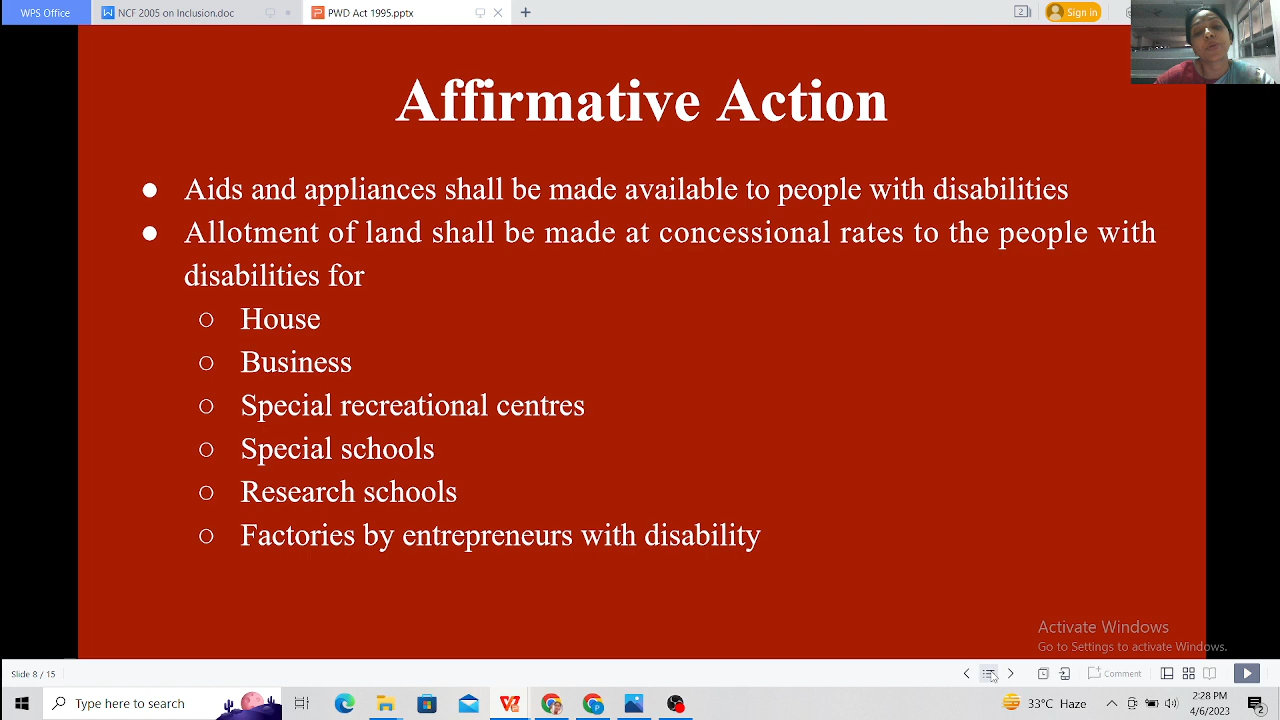 WPS Office
NCF 2005 on Inclusion.doc
PWD Act 1995.pptx
2
Sign in
Affirmative Action
● Aids and appliances shall be made available to people with disabilities
● Allotment of land shall be made at concessional rates to the people with
disabilities for
○ House
○ Business
○ Special recreational centres
○ Special schools
○ Research schools
○ Factories by entrepreneurs with disability
Activate Windows
Go to Settings to activate Windows.
Slide 8 / 15
Comment
Type here to search
33°C Haze
2:28 PM
4/6/2023
2